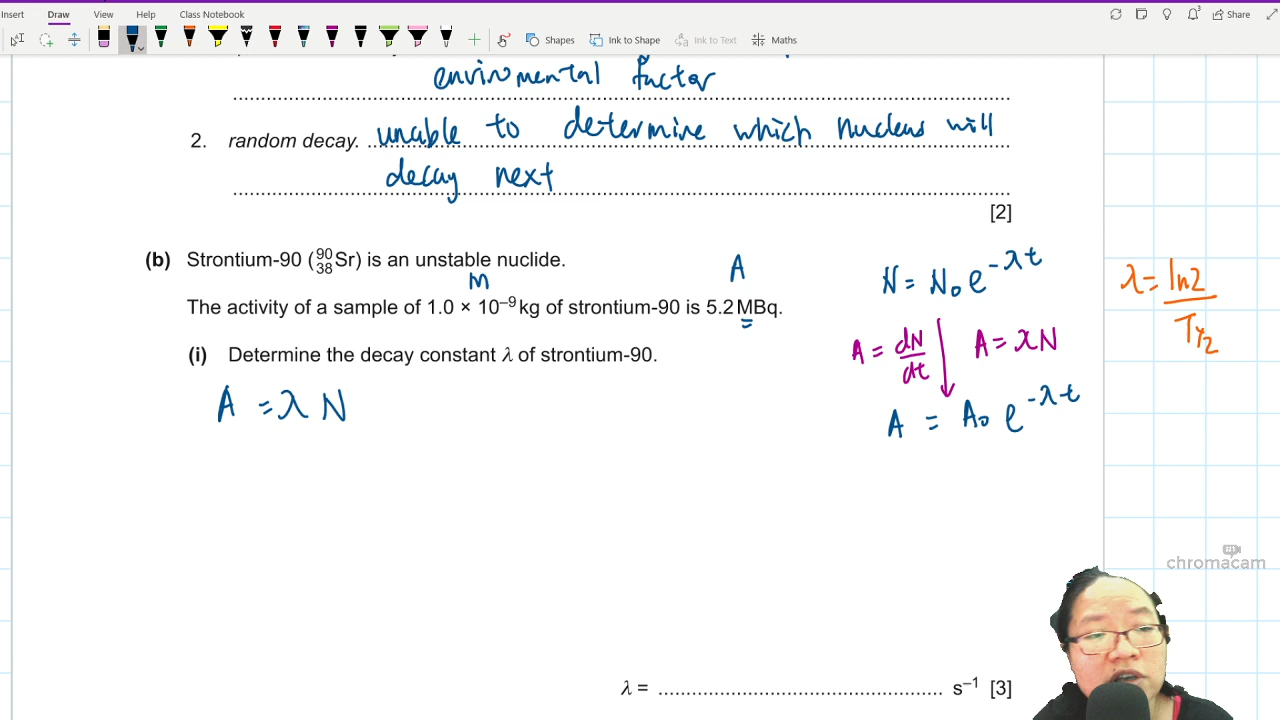 Insert Draw View Help Class Notebook Share
Shapes Ink to Shape Ink to Text Maths
enviromental factor
2. random decay. unable to determine which nucleus will
decay next
[2]
(b) Strontium-90 (⁹⁰₃₈Sr) is an unstable nuclide.
m A
The activity of a sample of 1.0 × 10⁻⁹ kg of strontium-90 is 5.2 MBq.
(i) Determine the decay constant λ of strontium-90.
A = λ N
N = N₀ e^-λt
A = dN/dt A = λN
A = A₀ e^-λt
λ = ln2/T½
chromacam
λ = ................................................ s⁻¹ [3]